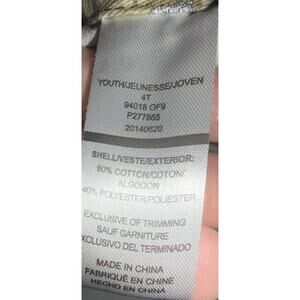 YOUTH/JEUNESSE/JOVEN
4T
94018 OF9
P277865
20140620
SHELL/VESTE/EXTERIOR:
60% COTTON/COTON/
ALGODON
40% POLYESTER/POLIESTER
EXCLUSIVE OF TRIMMING
SAUF GARNITURE
EXCLUSIVO DEL TERMINADO
MADE IN CHINA
FABRIQUÉ EN CHINE
HECHO EN CHINA